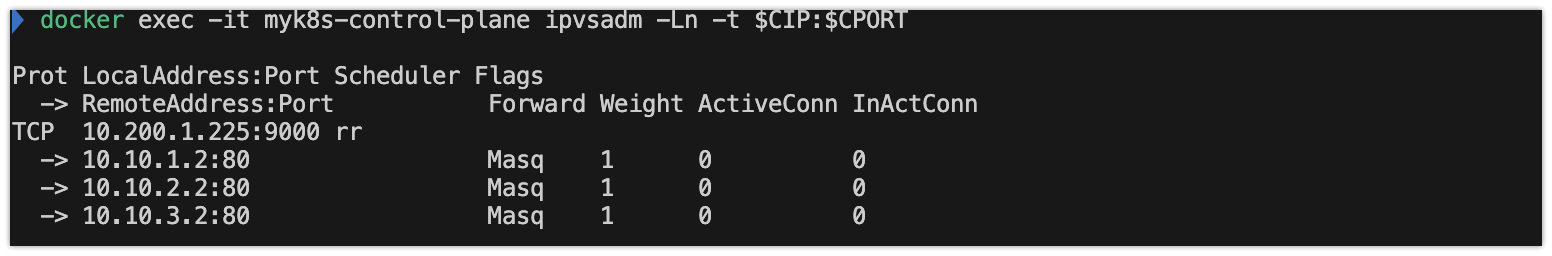 docker exec -it myk8s-control-plane ipvsadm -Ln -t $CIP:$CPORT
Prot LocalAddress:Port Scheduler Flags
  -> RemoteAddress:Port           Forward Weight ActiveConn InActConn
TCP  10.200.1.225:9000 rr
  -> 10.10.1.2:80                 Masq    1      0          0
  -> 10.10.2.2:80                 Masq    1      0          0
  -> 10.10.3.2:80                 Masq    1      0          0